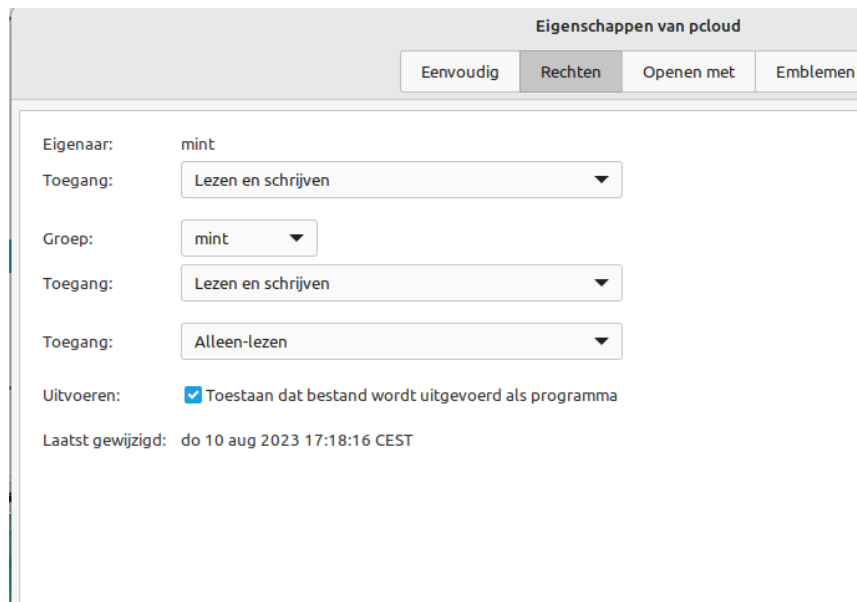 Eigenschappen van pcloud
Eenvoudig Rechten Openen met Emblemen
Eigenaar: mint
Toegang: Lezen en schrijven
Groep: mint
Toegang: Lezen en schrijven
Toegang: Alleen-lezen
Uitvoeren: Toestaan dat bestand wordt uitgevoerd als programma
Laatst gewijzigd: do 10 aug 2023 17:18:16 CEST